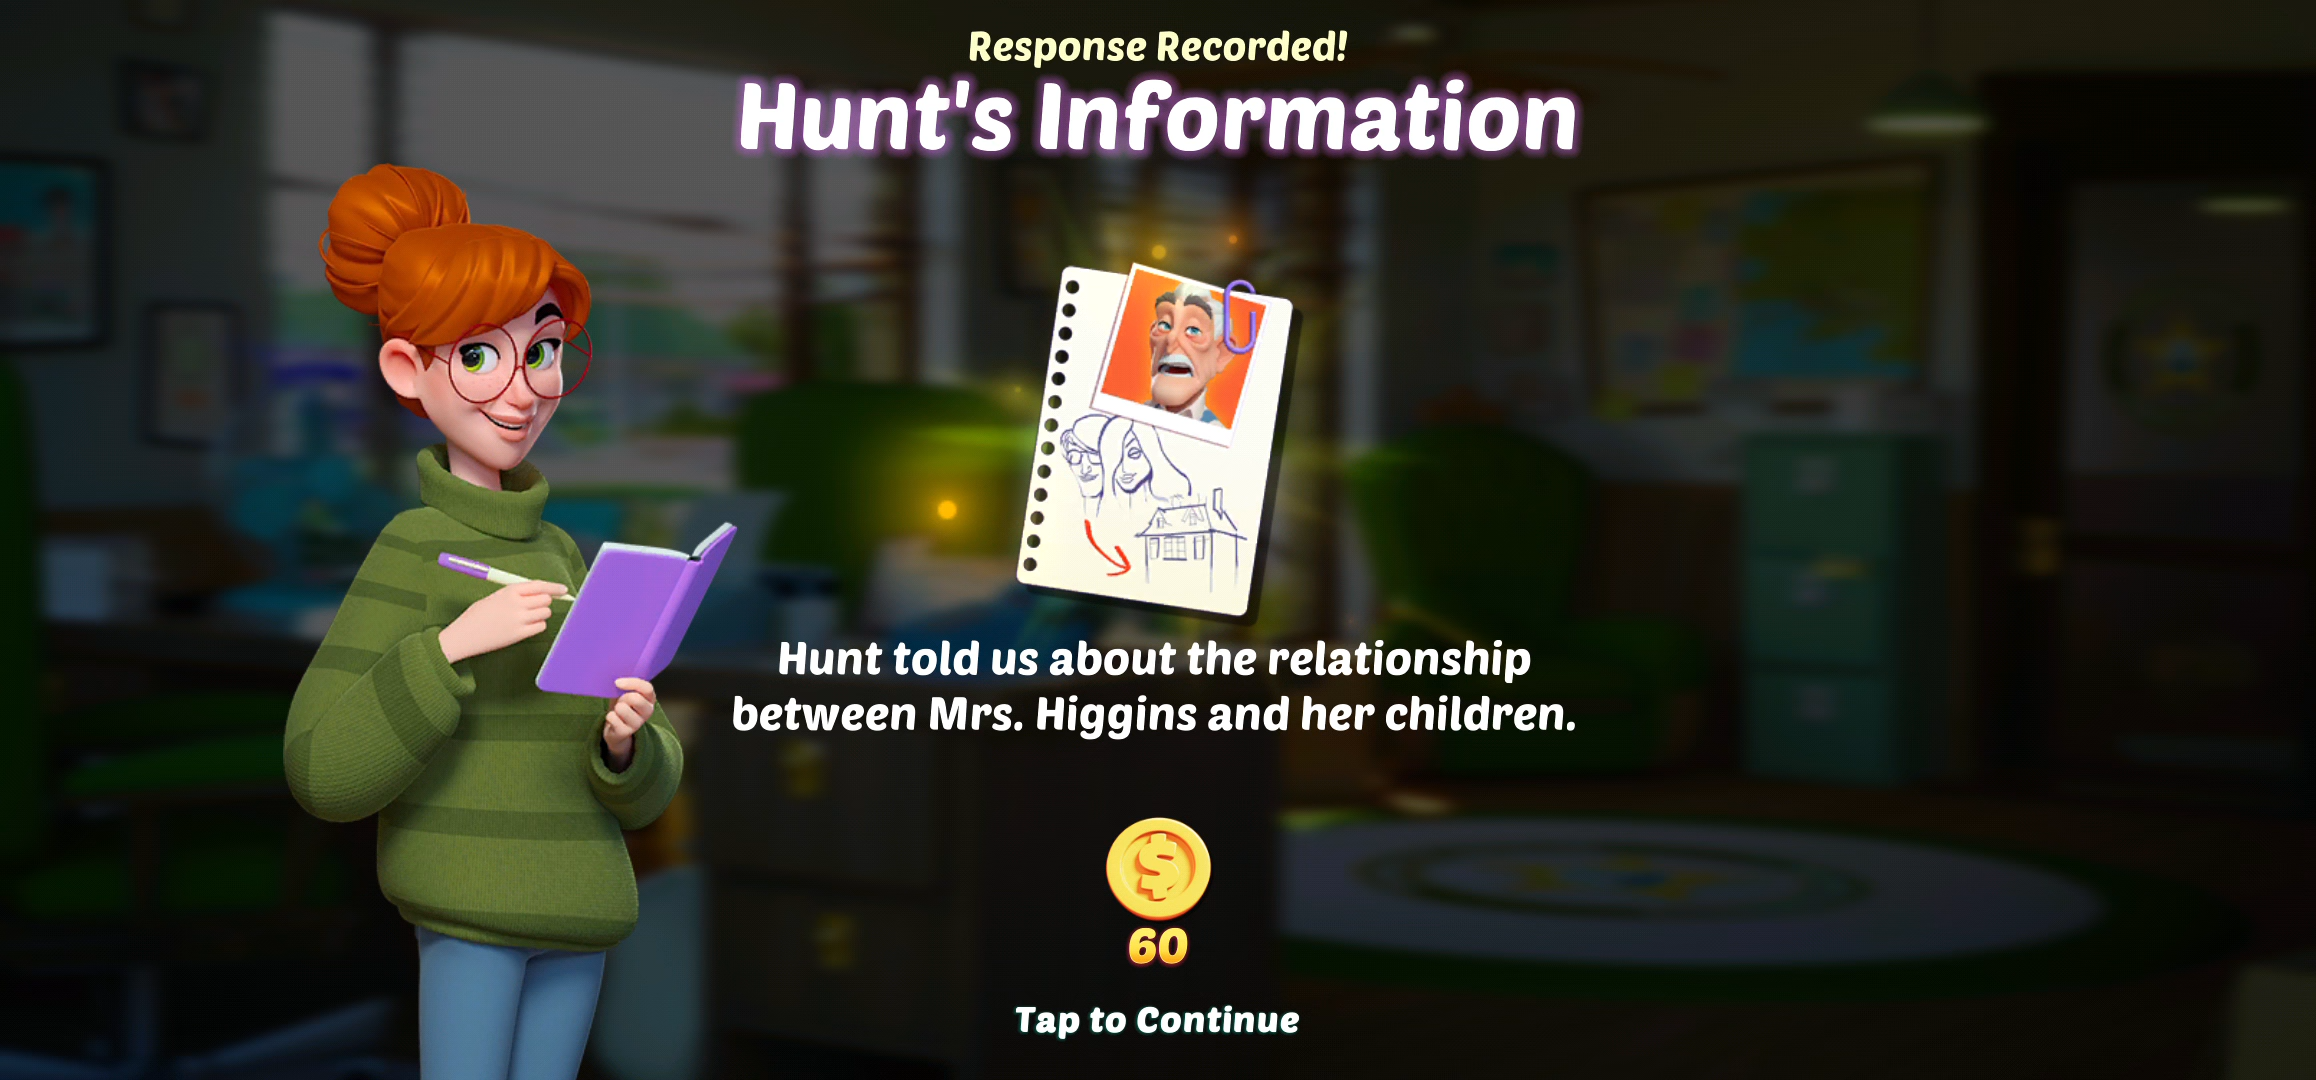 Response Recorded!
Hunt's Information
Hunt told us about the relationship
between Mrs. Higgins and her children.
60
Tap to Continue